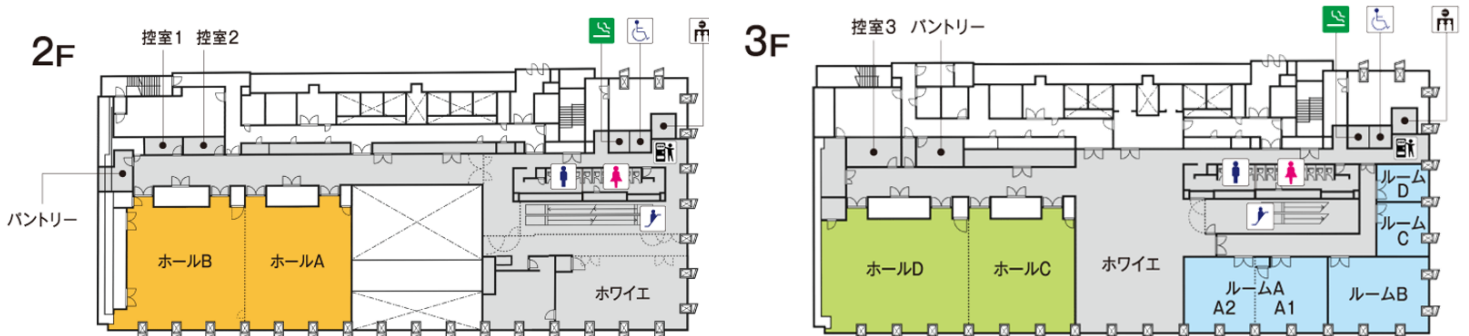 2F
控室1 控室2
パントリー
ホールB
ホールA
ホワイエ
3F
控室3 パントリー
ホールD
ホールC
ホワイエ
ルーム
D
ルーム
C
ルームA
A2 A1
ルームB